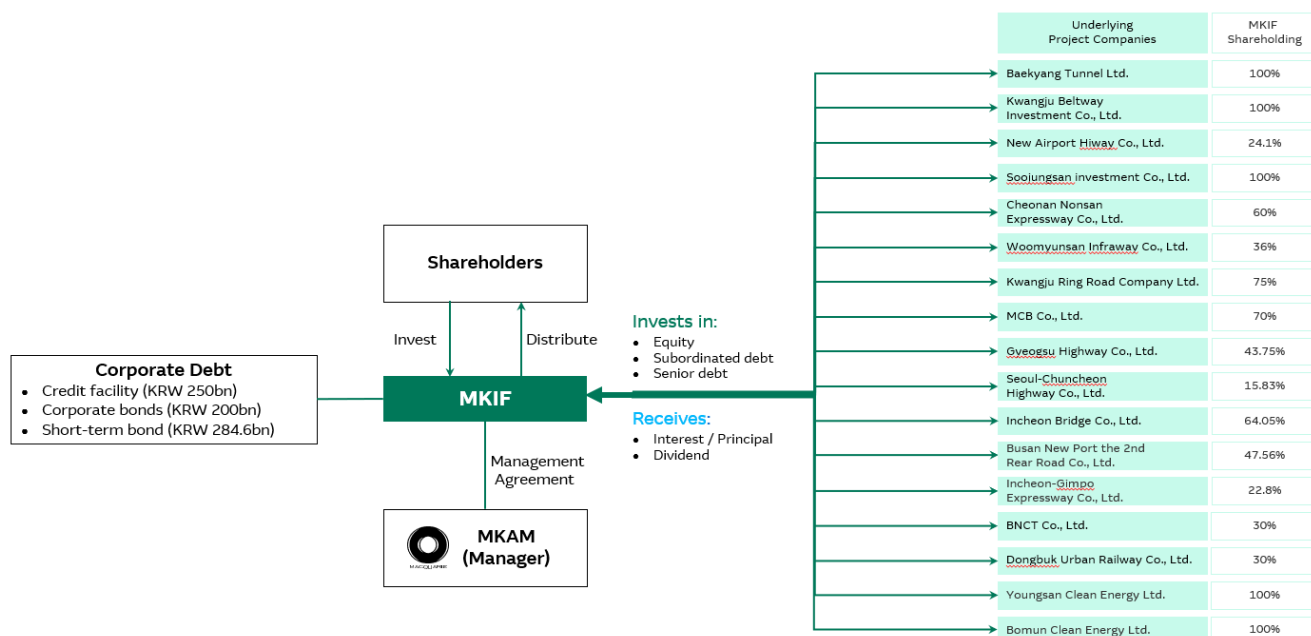 Underlying
Project Companies
MKIF
Shareholding
Baekyang Tunnel Ltd.
100%
Kwangju Beltway
Investment Co., Ltd.
100%
New Airport Hiway Co., Ltd.
24.1%
Soojungsan investment Co., Ltd.
100%
Cheonan Nonsan
Expressway Co., Ltd.
60%
Woomyunsan Infraway Co., Ltd.
36%
Kwangju Ring Road Company Ltd.
75%
MCB Co., Ltd.
70%
Gyeogsu Highway Co., Ltd.
43.75%
Seoul-Chuncheon
Highway Co., Ltd.
15.83%
Incheon Bridge Co., Ltd.
64.05%
Busan New Port the 2nd
Rear Road Co., Ltd.
47.56%
Incheon-Gimpo
Expressway Co., Ltd.
22.8%
BNCT Co., Ltd.
30%
Dongbuk Urban Railway Co., Ltd.
30%
Youngsan Clean Energy Ltd.
100%
Bomun Clean Energy Ltd.
100%
Shareholders
Invest
Distribute
Invests in:
• Equity
• Subordinated debt
• Senior debt
Corporate Debt
• Credit facility (KRW 250bn)
• Corporate bonds (KRW 200bn)
• Short-term bond (KRW 284.6bn)
MKIF
Receives:
• Interest / Principal
• Dividend
Management
Agreement
MACQUARIE
MKAM
(Manager)